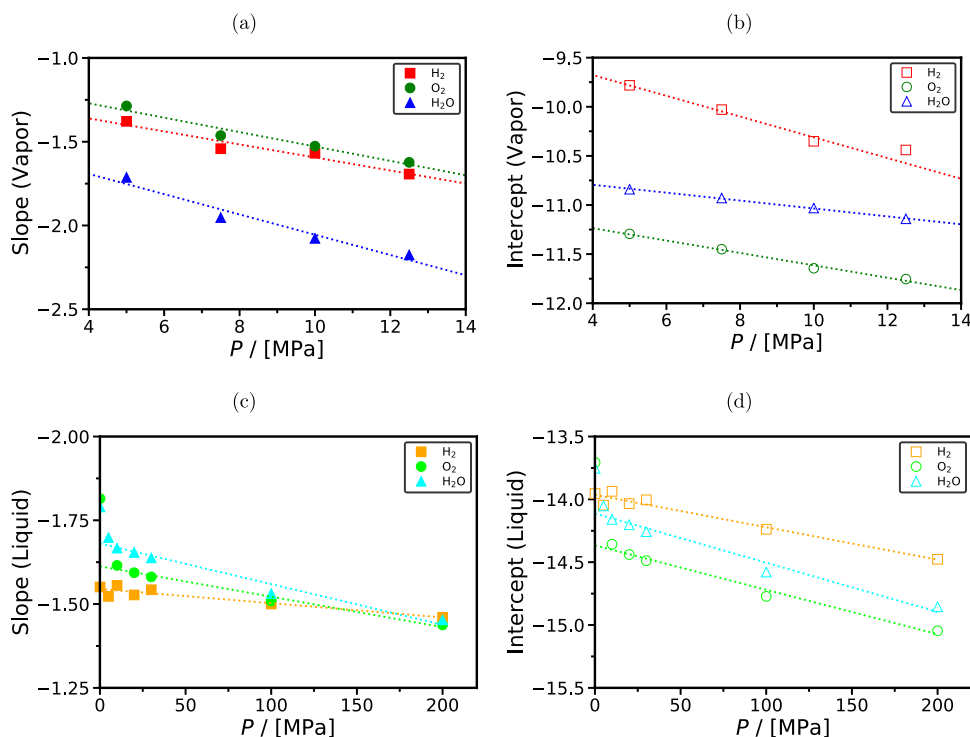 (a)
−1.0
−1.5
−2.0
−2.5
4
6
8
10
12
14
Slope (Vapor)
P / [MPa]
H₂
O₂
H₂O
(b)
−9.5
−10.0
−10.5
−11.0
−11.5
−12.0
4
6
8
10
12
14
Intercept (Vapor)
P / [MPa]
H₂
O₂
H₂O
(c)
−2.00
−1.75
−1.50
−1.25
0
50
100
150
200
Slope (Liquid)
P / [MPa]
H₂
O₂
H₂O
(d)
−13.5
−14.0
−14.5
−15.0
−15.5
0
50
100
150
200
Intercept (Liquid)
P / [MPa]
H₂
O₂
H₂O